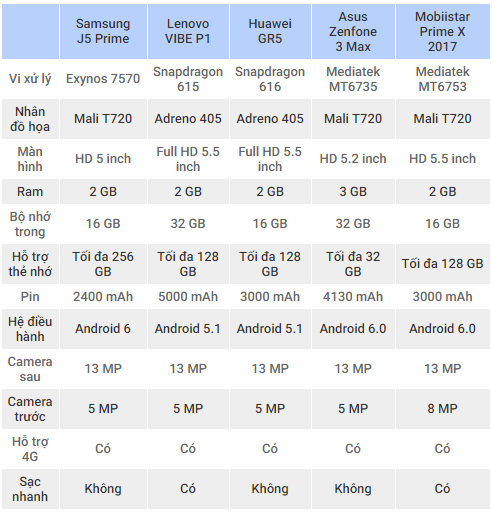 Samsung J5 Prime Lenovo VIBE P1 Huawei GR5 Asus Zenfone 3 Max Mobiistar Prime X 2017
Vi xử lý Exynos 7570 Snapdragon 615 Snapdragon 616 Mediatek MT6735 Mediatek MT6753
Nhân đồ họa Mali T720 Adreno 405 Adreno 405 Mali T720 Mali T720
Màn hình HD 5 inch Full HD 5.5 inch Full HD 5.5 inch HD 5.2 inch HD 5.5 inch
Ram 2 GB 2 GB 2 GB 3 GB 2 GB
Bộ nhớ trong 16 GB 32 GB 16 GB 32 GB 16 GB
Hỗ trợ thẻ nhớ Tối đa 256 GB Tối đa 128 GB Tối đa 128 GB Tối đa 32 GB Tối đa 128 GB
Pin 2400 mAh 5000 mAh 3000 mAh 4130 mAh 3000 mAh
Hệ điều hành Android 6 Android 5.1 Android 5.1 Android 6.0 Android 6.0
Camera sau 13 MP 13 MP 13 MP 13 MP 13 MP
Camera trước 5 MP 5 MP 5 MP 5 MP 8 MP
Hỗ trợ 4G Có Có Có Có Có
Sạc nhanh Không Có Không Không Có